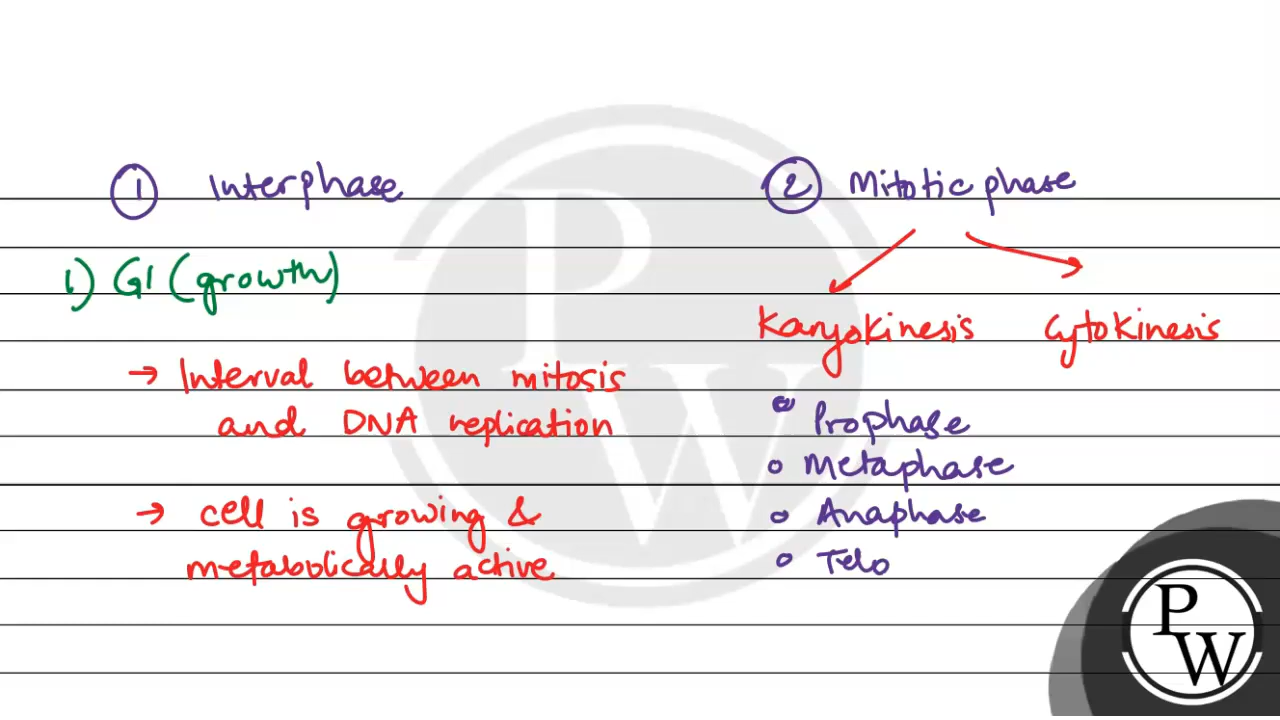 ① Interphase
1) G1 (growth)
→ Interval between mitosis
and DNA replication
→ cell is growing &
metabolically active
② Mitotic phase
Karyokinesis Cytokinesis
Prophase
Metaphase
Anaphase
Telo
PW
PW